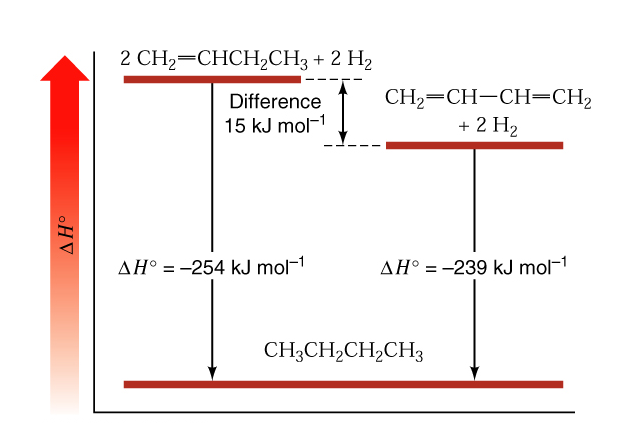 2 CH₂=CHCH₂CH₃ + 2 H₂
CH₂=CH—CH=CH₂
+ 2 H₂
Difference
15 kJ mol⁻¹
ΔH°
ΔH° = –254 kJ mol⁻¹
ΔH° = –239 kJ mol⁻¹
CH₃CH₂CH₂CH₃